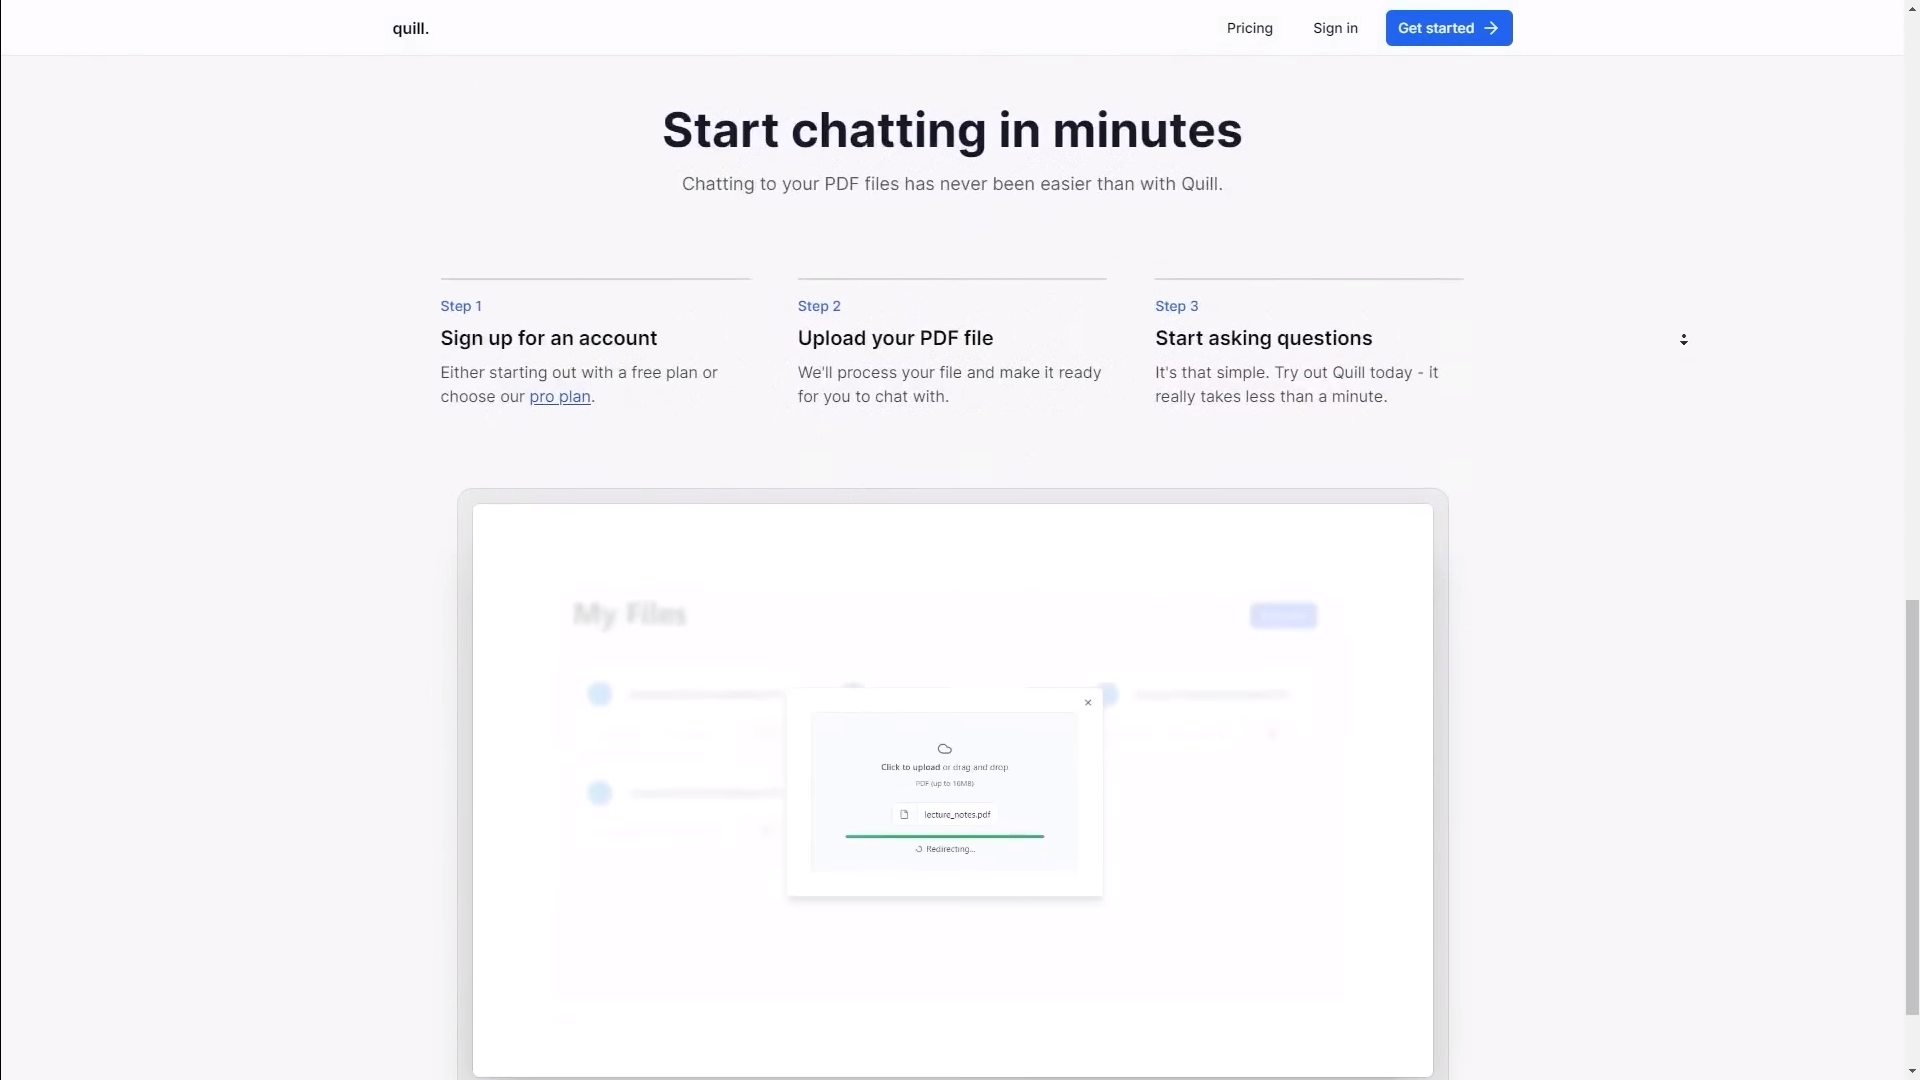 quill.
Pricing
Sign in
Get started
Start chatting in minutes
Chatting to your PDF files has never been easier than with Quill.
Step 1
Sign up for an account
Either starting out with a free plan or
choose our pro plan.
Step 2
Upload your PDF file
We'll process your file and make it ready
for you to chat with.
Step 3
Start asking questions
It's that simple. Try out Quill today - it
really takes less than a minute.
My Files
Click to upload or drag and drop
PDF (up to 16MB)
lecture_notes.pdf
Redirecting...